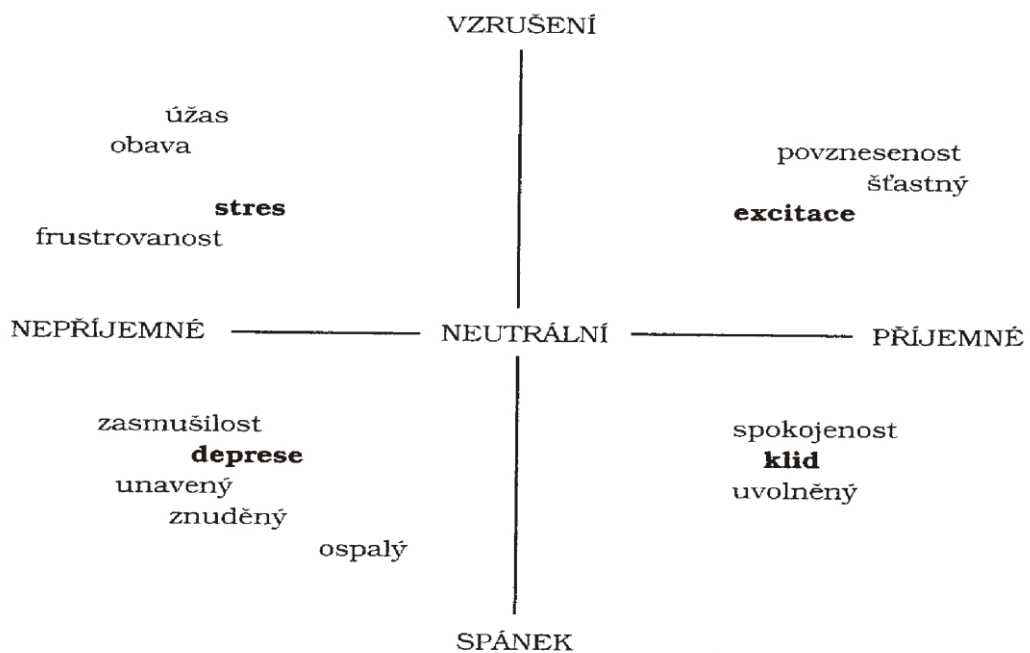 VZRUŠENÍ
úžas
obava
povznesenost
šťastný
stres
excitace
frustrovanost
NEPŘÍJEMNÉ
NEUTRÁLNÍ
PŘÍJEMNÉ
zasmušilost
spokojenost
deprese
klid
unavený
uvolněný
znuděný
ospalý
SPÁNEK